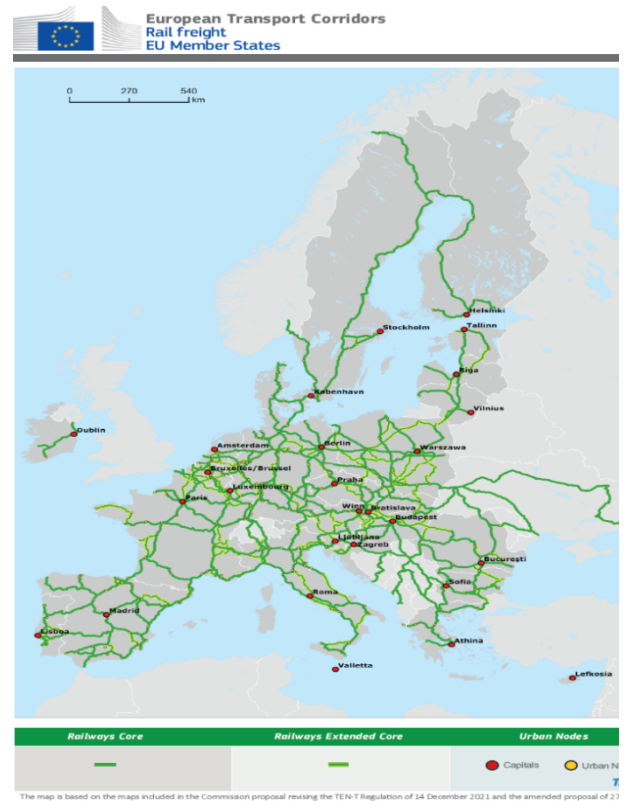 European Transport Corridors
Rail freight
EU Member States
0 270 540
km
Helsinki
Tallinn
Stockholm
Riga
København
Vilnius
Dublin
Amsterdam
Berlin
Warszawa
Bruxelles/Brussel
Luxembourg
Praha
Paris
Wien
Bratislava
Budapest
Ljubljana
Zagreb
București
Sofia
Roma
Madrid
Lisboa
Athina
Valletta
Lefkosia
Railways Core
Railways Extended Core
Urban Nodes
Capitals
Urban N
T
The map is based on the maps included in the Commission proposal revising the TEN-T Regulation of 14 December 2021 and the amended proposal of 27